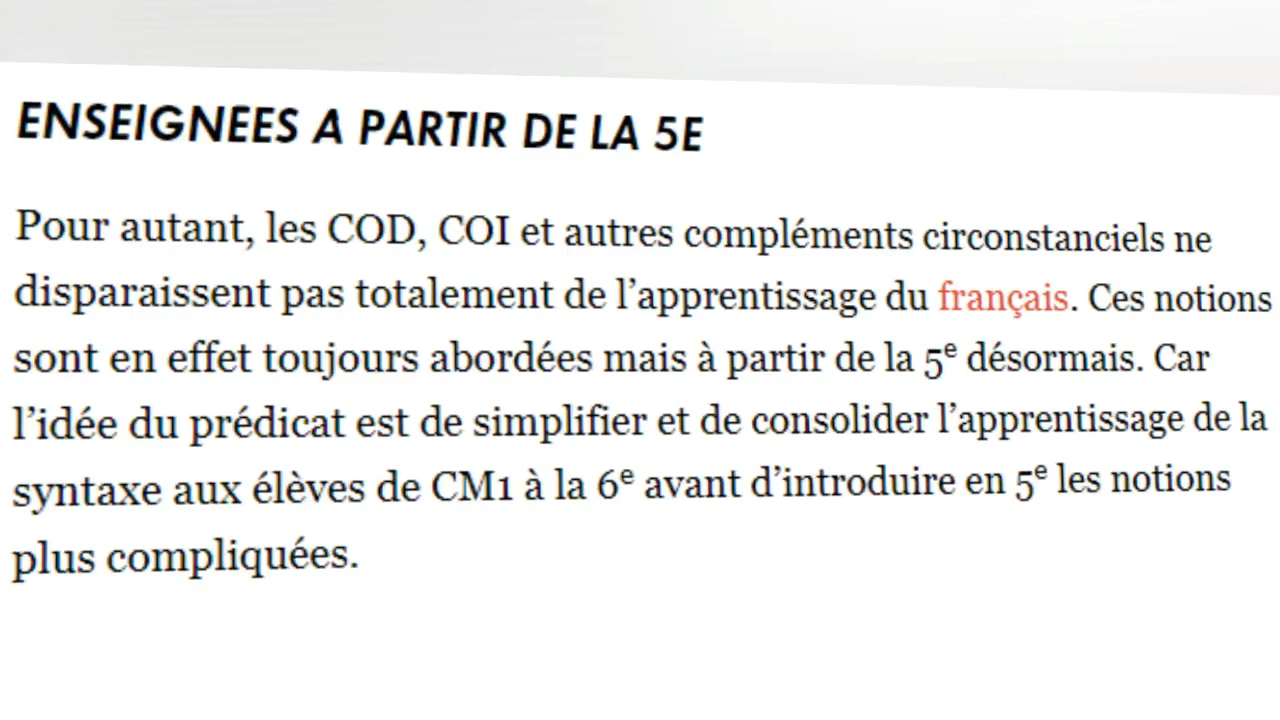 ENSEIGNEES A PARTIR DE LA 5E
Pour autant, les COD, COI et autres compléments circonstanciels ne
disparaissent pas totalement de l’apprentissage du français. Ces notions
sont en effet toujours abordées mais à partir de la 5e désormais. Car
l’idée du prédicat est de simplifier et de consolider l’apprentissage de la
syntaxe aux élèves de CM1 à la 6e avant d’introduire en 5e les notions
plus compliquées.